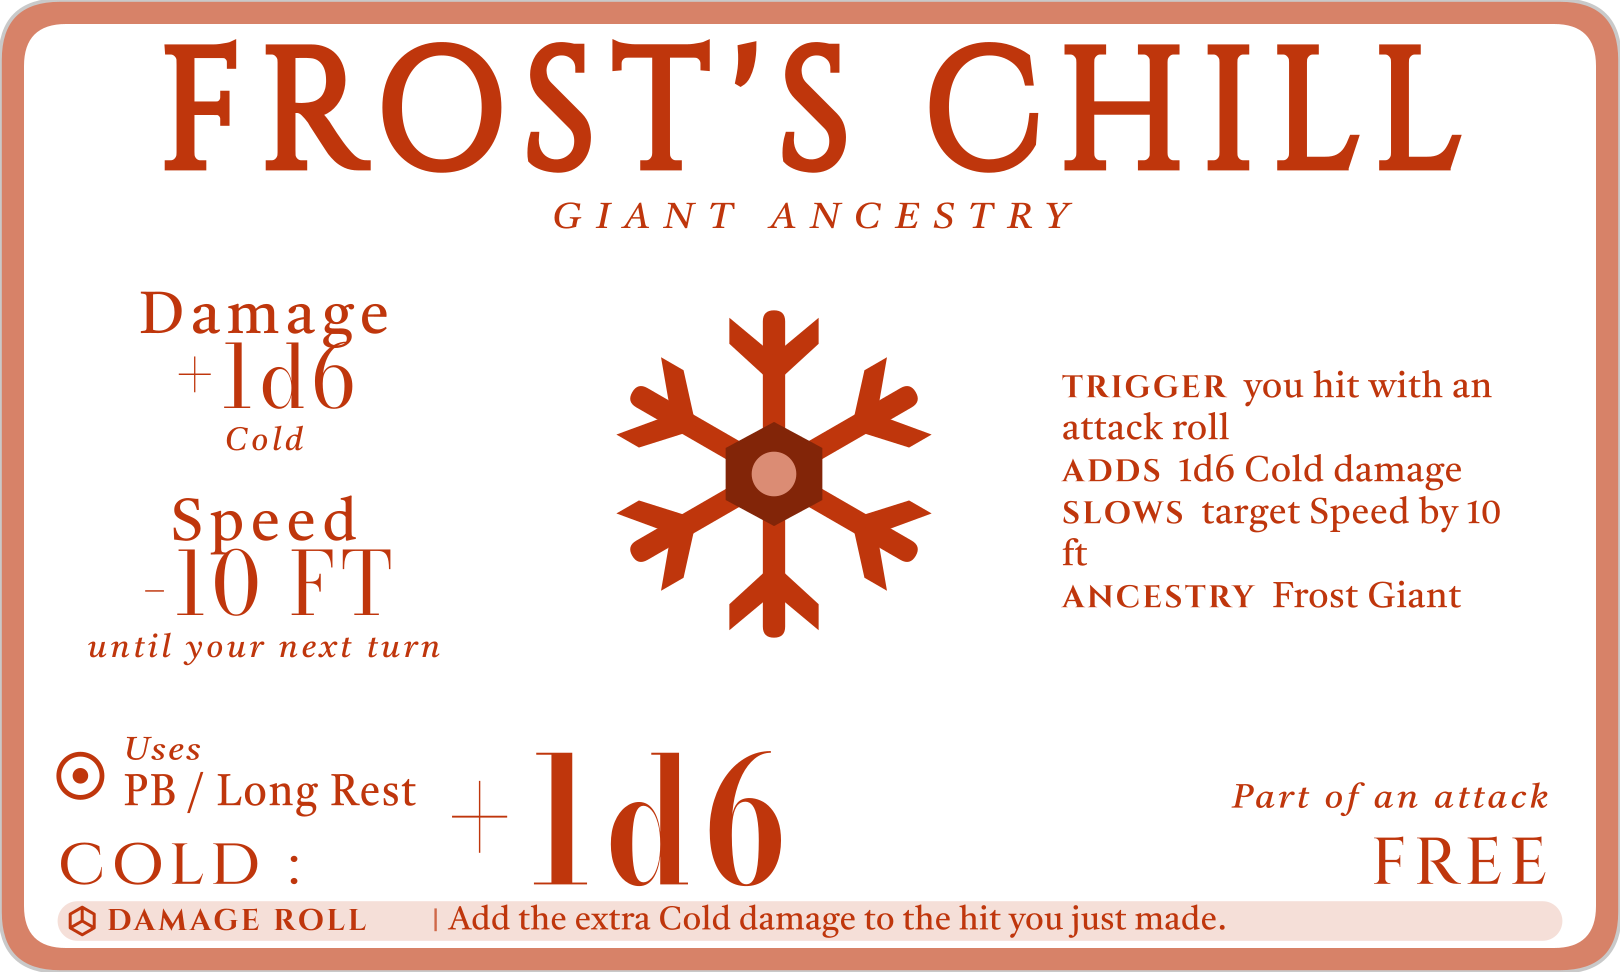 FROST'S CHILL
GIANT ANCESTRY
Damage
+1d6
Cold
Speed
-10 FT
until your next turn
TRIGGER you hit with an
attack roll
ADDS 1d6 Cold damage
SLOWS target Speed by 10
ft
ANCESTRY Frost Giant
Uses
PB / Long Rest
COLD : +1d6
Part of an attack
FREE
DAMAGE ROLL | Add the extra Cold damage to the hit you just made.